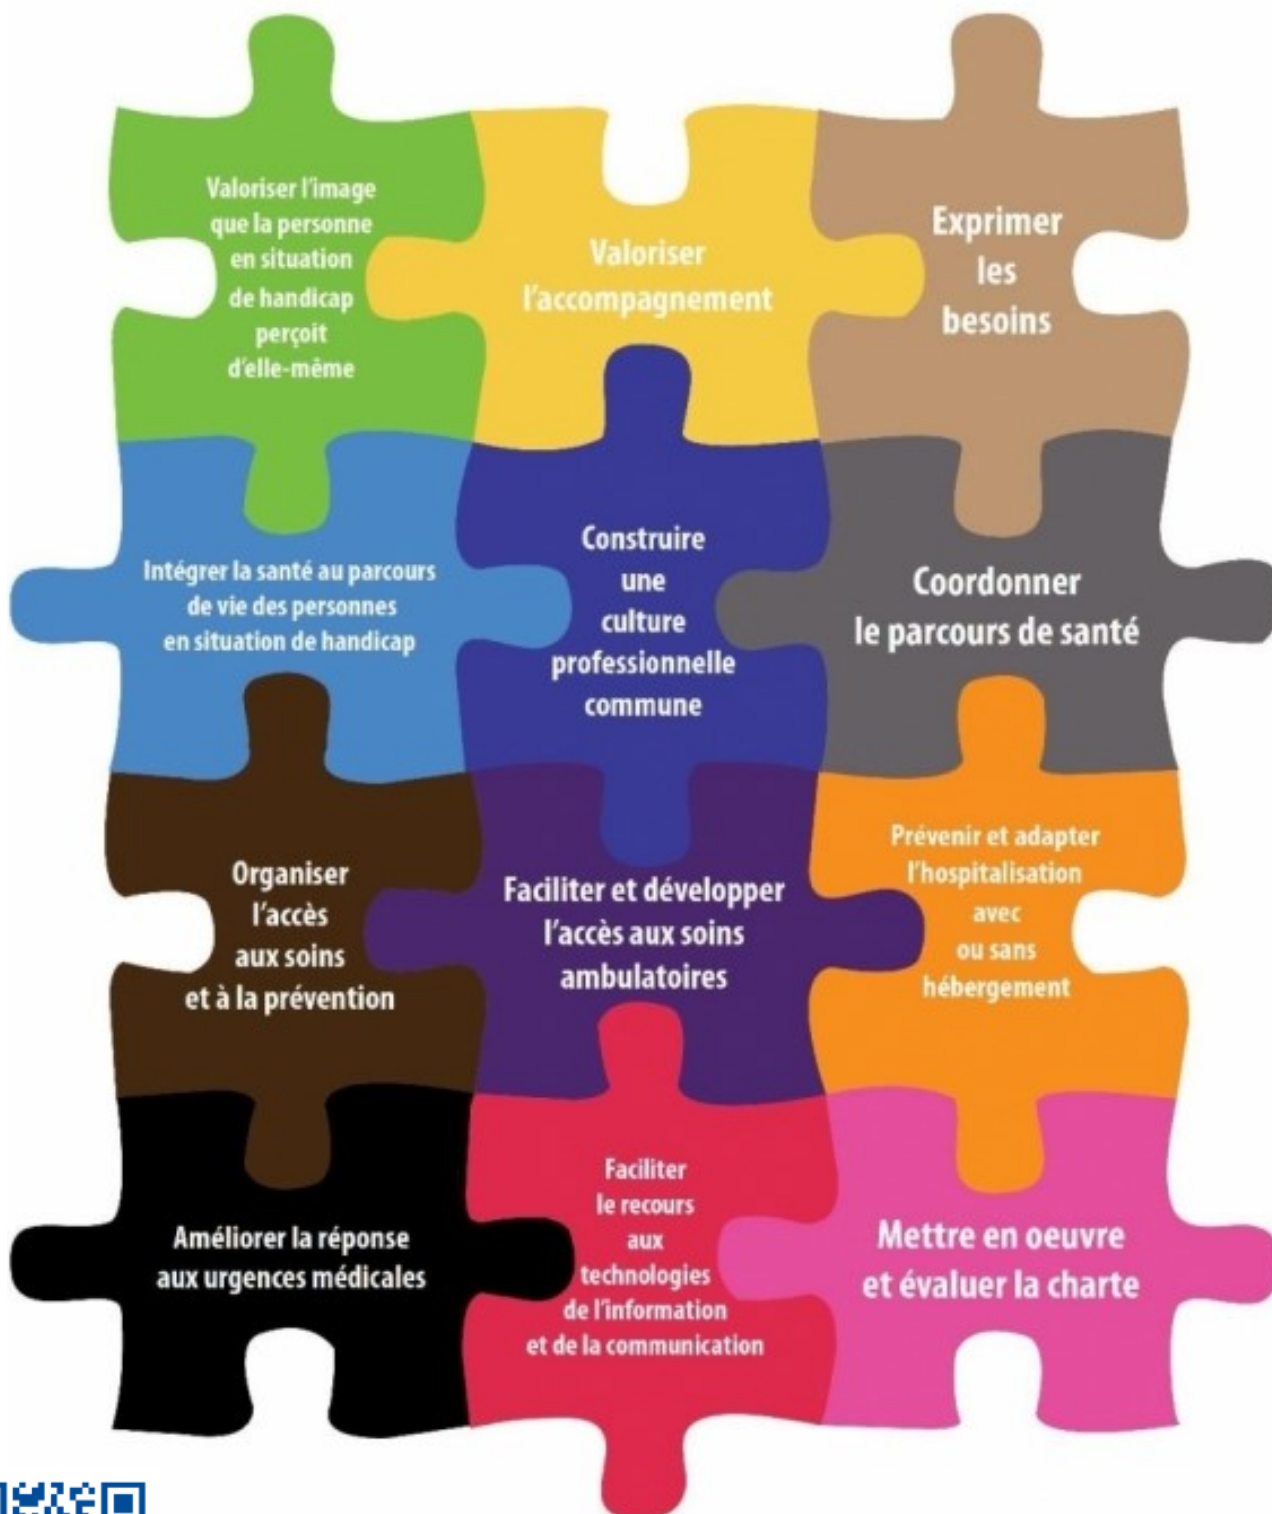 Valoriser l'image
que la personne
en situation
de handicap
perçoit
d'elle-même
Valoriser
l'accompagnement
Exprimer
les
besoins
Intégrer la santé au parcours
de vie des personnes
en situation de handicap
Construire
une
culture
professionnelle
commune
Coordonner
le parcours de santé
Organiser
l'accès
aux soins
et à la prévention
Faciliter et développer
l'accès aux soins
ambulatoires
Prévenir et adapter
l'hospitalisation
avec
ou sans
hébergement
Améliorer la réponse
aux urgences médicales
Faciliter
le recours
aux
technologies
de l'information
et de la communication
Mettre en oeuvre
et évaluer la charte